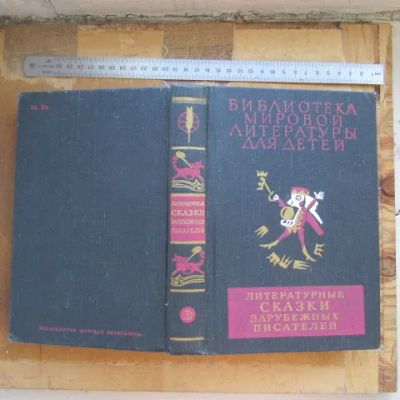 БИБЛИОТЕКА
МИРОВОЙ
ЛИТЕРАТУРЫ
ДЛЯ ДЕТЕЙ
ЛИТЕРАТУРНЫЕ
СКАЗКИ
ЗАРУБЕЖНЫХ
ПИСАТЕЛЕЙ
ЛИТЕРАТУРНЫЕ
СКАЗКИ
ЗАРУБЕЖНЫХ
ПИСАТЕЛЕЙ